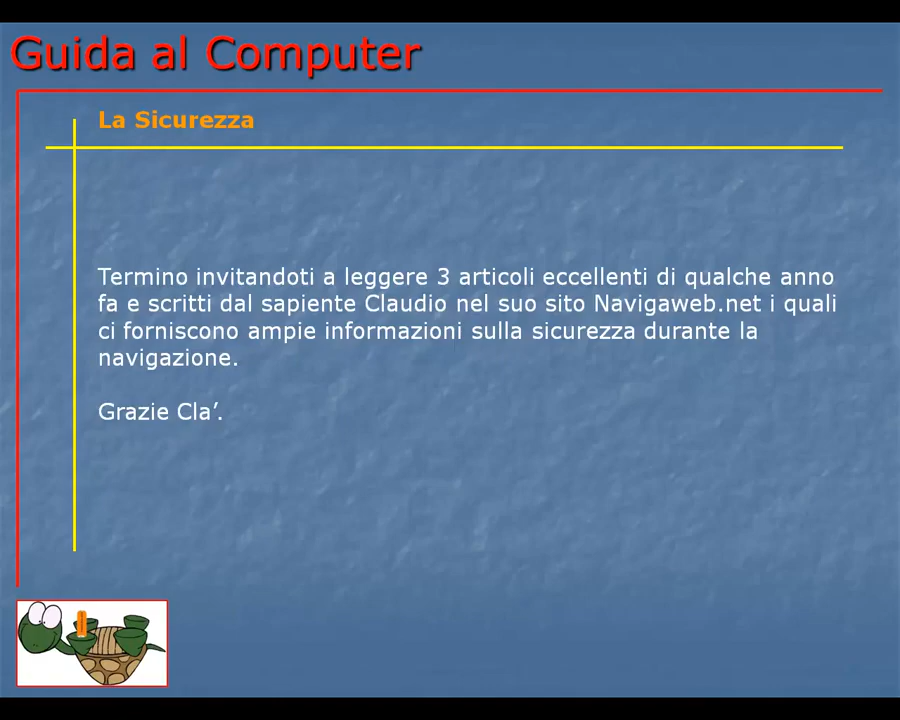 Guida al Computer
La Sicurezza
Termino invitandoti a leggere 3 articoli eccellenti di qualche anno
fa e scritti dal sapiente Claudio nel suo sito Navigaweb.net i quali
ci forniscono ampie informazioni sulla sicurezza durante la
navigazione.
Grazie Cla’.